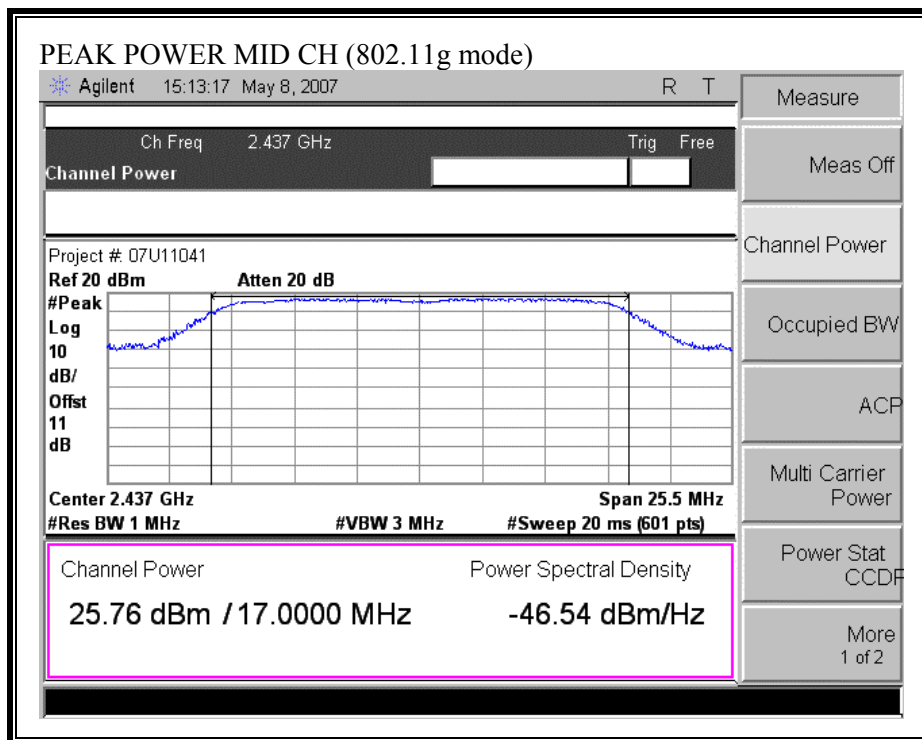 PEAK POWER MID CH (802.11g mode)
Agilent 15:13:17 May 8, 2007 R T
Ch Freq 2.437 GHz Trig Free
Channel Power
Project #: 07U11041
Ref 20 dBm Atten 20 dB
#Peak
Log
10
dB/
Offst
11
dB
Center 2.437 GHz Span 25.5 MHz
#Res BW 1 MHz #VBW 3 MHz #Sweep 20 ms (601 pts)
Channel Power Power Spectral Density
25.76 dBm / 17.0000 MHz -46.54 dBm/Hz
Measure
Meas Off
Channel Power
Occupied BW
ACP
Multi Carrier
Power
Power Stat
CCDF
More
1 of 2